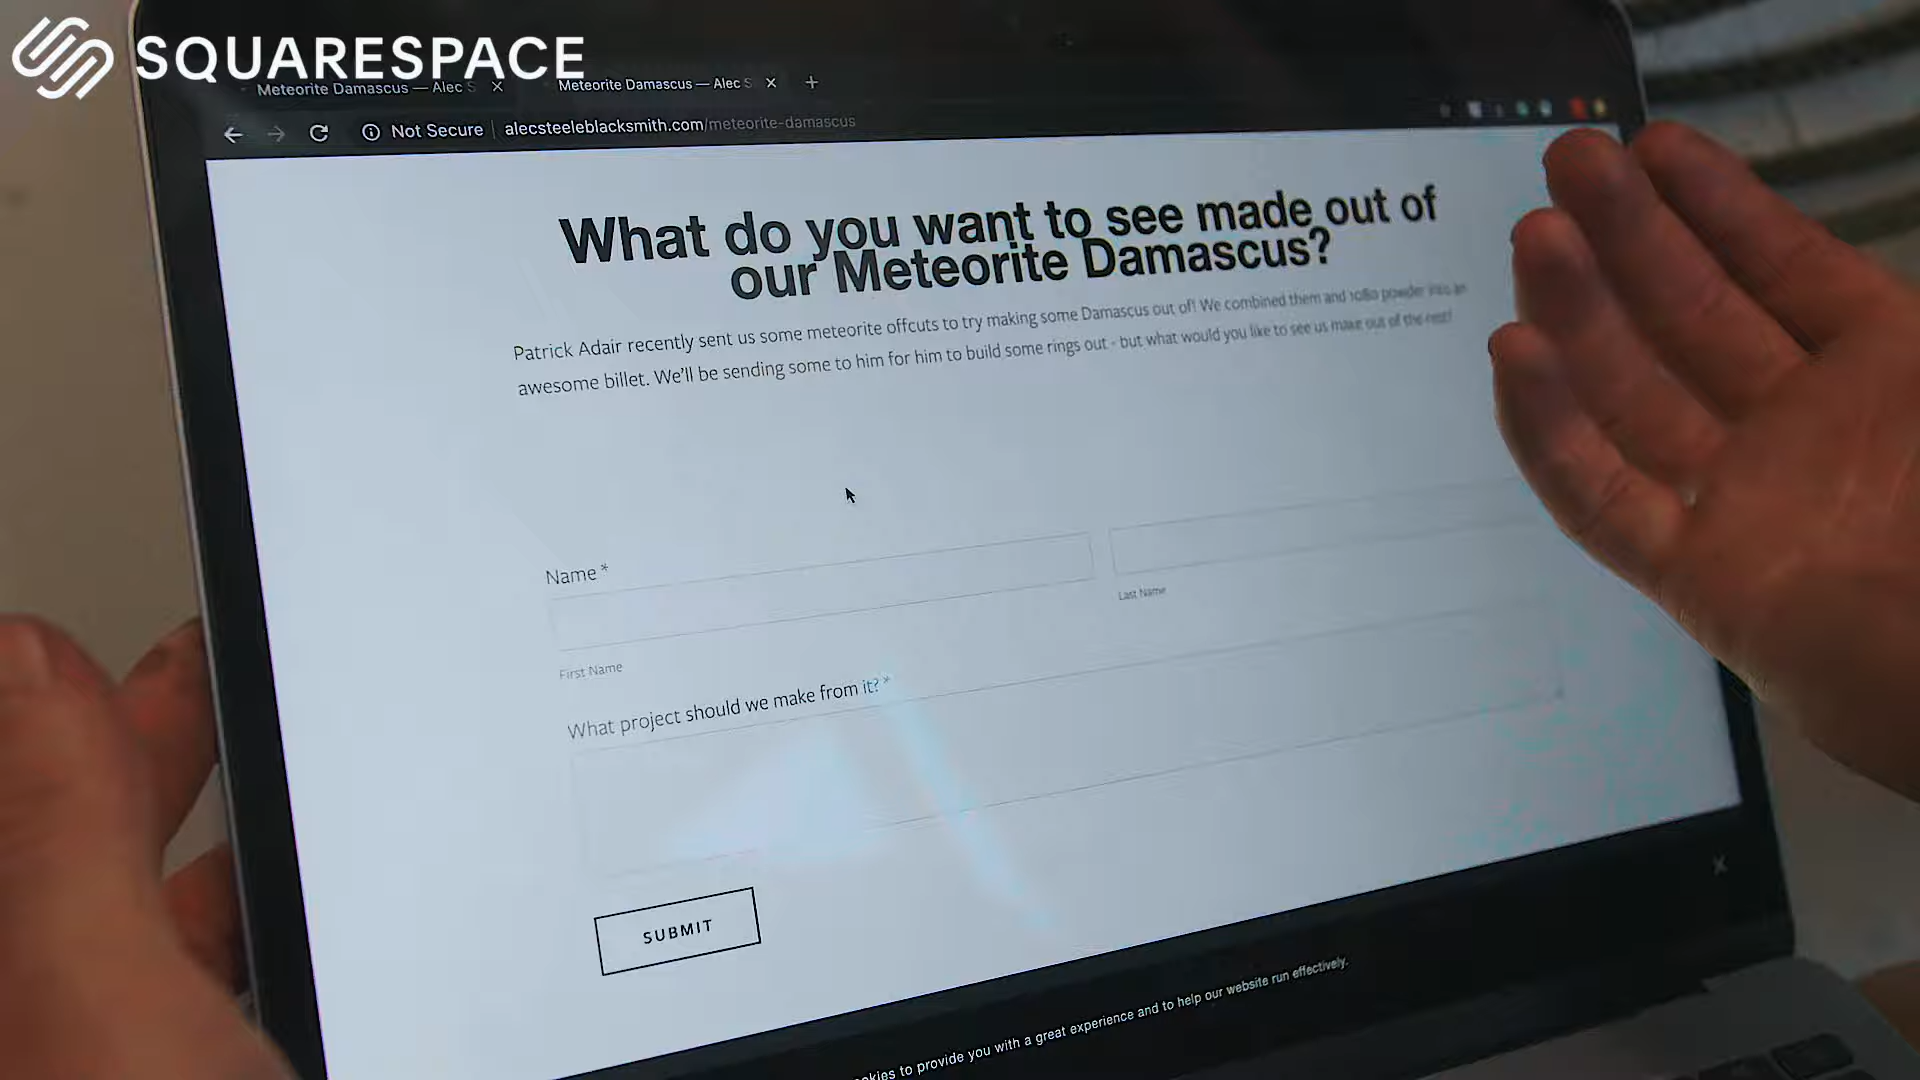 SQUARESPACE
Meteorite Damascus — Alec S
Meteorite Damascus — Alec S
Not Secure
alecsteeleblacksmith.com/meteorite-damascus
What do you want to see made out of
our Meteorite Damascus?
Patrick Adair recently sent us some meteorite offcuts to try making some Damascus out of! We combined them and 1080 powder into an
awesome billet. We'll be sending some to him for him to build some rings out - but what would you like to see us make out of the rest?
Name *
First Name
Last Name
What project should we make from it? *
SUBMIT
okies to provide you with a great experience and to help our website run effectively.